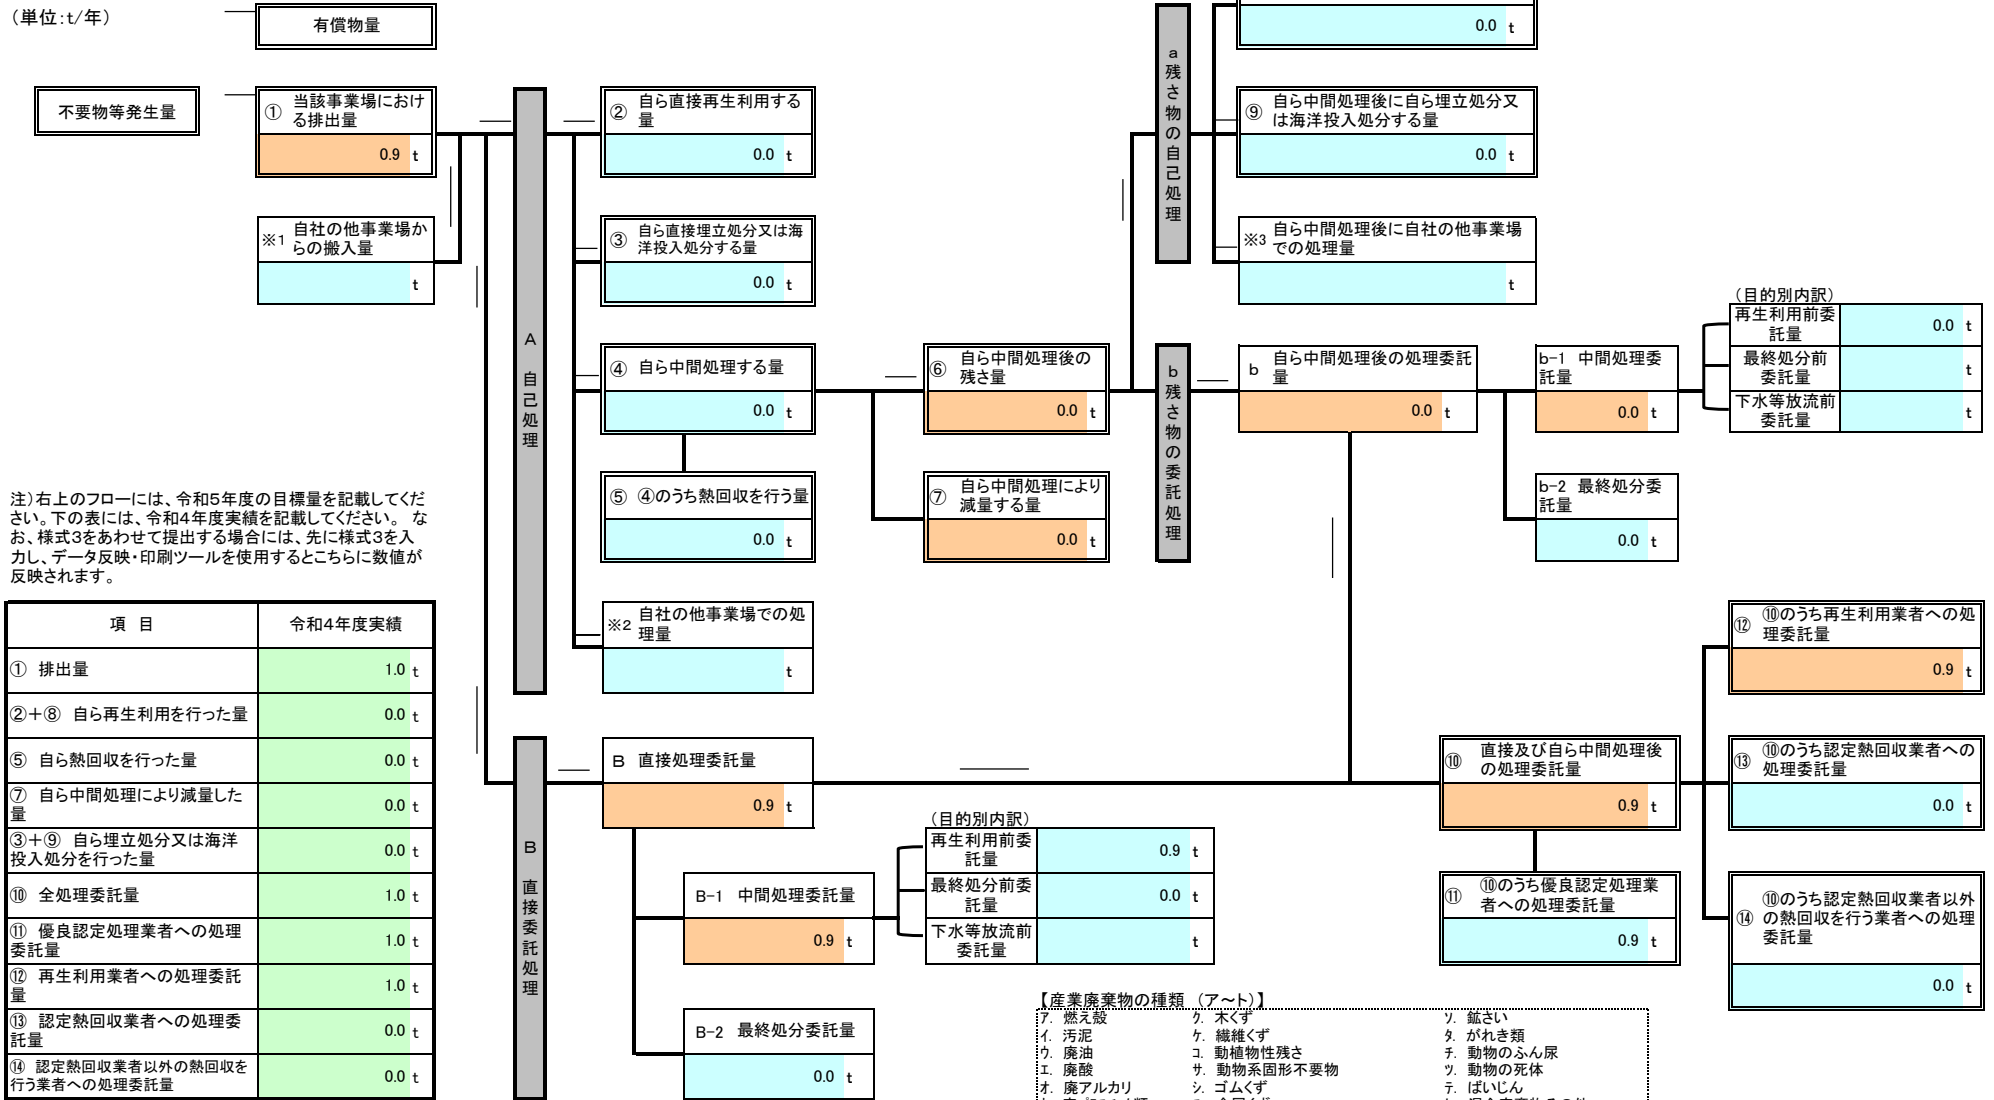 （単位:t/年）
有償物量
0.0 t
不要物等発生量
①
当該事業場におけ
る排出量
0.9 t
※1
自社の他事業場か
らの搬入量
t
A 自己処理
②
自ら直接再生利用する
量
0.0 t
③
自ら直接埋立処分又は海
洋投入処分する量
0.0 t
④ 自ら中間処理する量
0.0 t
⑤ ④のうち熱回収を行う量
0.0 t
※2
自社の他事業場での処
理量
t
⑥
自ら中間処理後の
残さ量
0.0 t
⑦
自ら中間処理により
減量する量
0.0 t
a残さ物の自己処理
⑨
自ら中間処理後に自ら埋立処分又
は海洋投入処分する量
0.0 t
※3
自ら中間処理後に自社の他事業場
での処理量
t
b残さ物の委託処理
b
自ら中間処理後の処理委託
量
0.0 t
b-1 中間処理委
託量
0.0 t
（目的別内訳）
再生利用前委
託量
0.0 t
最終処分前
委託量
t
下水等放流前
委託量
t
b-2 最終処分委
託量
0.0 t
注）右上のフローには、令和5年度の目標量を記載してくだ
さい。下の表には、令和4年度実績を記載してください。 な
お、様式3をあわせて提出する場合には、先に様式3を入
力し、データ反映・印刷ツールを使用するとこちらに数値が
反映されます。
項 目 令和4年度実績
① 排出量 1.0 t
②＋⑧ 自ら再生利用を行った量 0.0 t
⑤ 自ら熱回収を行った量 0.0 t
⑦ 自ら中間処理により減量した
量
0.0 t
③＋⑨ 自ら埋立処分又は海洋
投入処分を行った量
0.0 t
⑩ 全処理委託量 1.0 t
⑪ 優良認定処理業者への処理
委託量
1.0 t
⑫ 再生利用業者への処理委託
量
1.0 t
⑬ 認定熱回収業者への処理委
託量
0.0 t
⑭ 認定熱回収業者以外の熱回収を
行う業者への処理委託量
0.0 t
B 直接委託処理
B 直接処理委託量
0.9 t
B-1 中間処理委託量
0.9 t
（目的別内訳）
再生利用前委
託量
0.9 t
最終処分前委
託量
0.0 t
下水等放流前
委託量
t
B-2 最終処分委託量
0.0 t
⑩
直接及び自ら中間処理後
の処理委託量
0.9 t
⑪
⑩のうち優良認定処理業
者への処理委託量
0.9 t
⑫
⑩のうち再生利用業者への処
理委託量
0.9 t
⑬
⑩のうち認定熱回収業者への
処理委託量
0.0 t
⑭
⑩のうち認定熱回収業者以外
の熱回収を行う業者への処理
委託量
0.0 t
【産業廃棄物の種類 （ア〜ト）】
ア. 燃え殻 ク. 木くず ソ. 鉱さい
イ. 汚泥 ケ. 繊維くず タ. がれき類
ウ. 廃油 コ. 動植物性残さ チ. 動物のふん尿
エ. 廃酸 サ. 動物系固形不要物 ツ. 動物の死体
オ. 廃アルカリ シ. ゴムくず テ. ばいじん